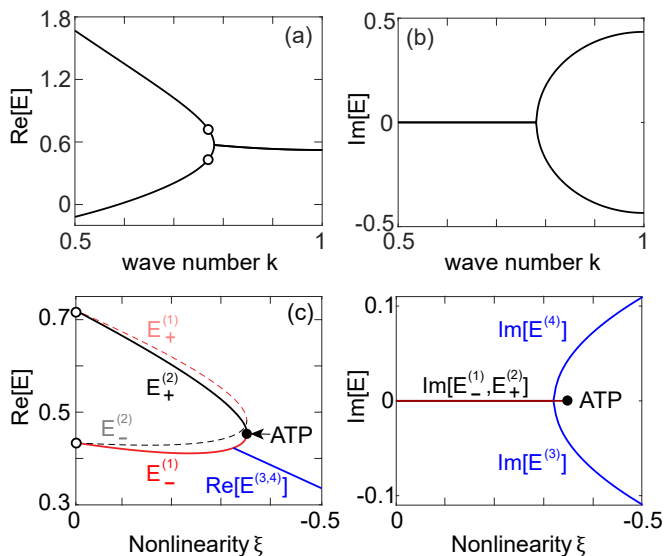 1.8
1.2
0.6
0
Re[E]
(a)
0.5
1
wave number k
0.5
0
-0.5
Im[E]
(b)
0.5
1
wave number k
0.7
0.5
0.3
Re[E]
(c)
E₊⁽¹⁾
E₊⁽²⁾
E₋⁽²⁾
ATP
E₋⁽¹⁾
Re[E⁽³,⁴⁾]
0
-0.5
Nonlinearity ξ
0.1
0
-0.1
Im[E]
Im[E⁽⁴⁾]
Im[E₋⁽¹⁾,E₊⁽²⁾]
ATP
Im[E⁽³⁾]
0
-0.5
Nonlinearity ξ